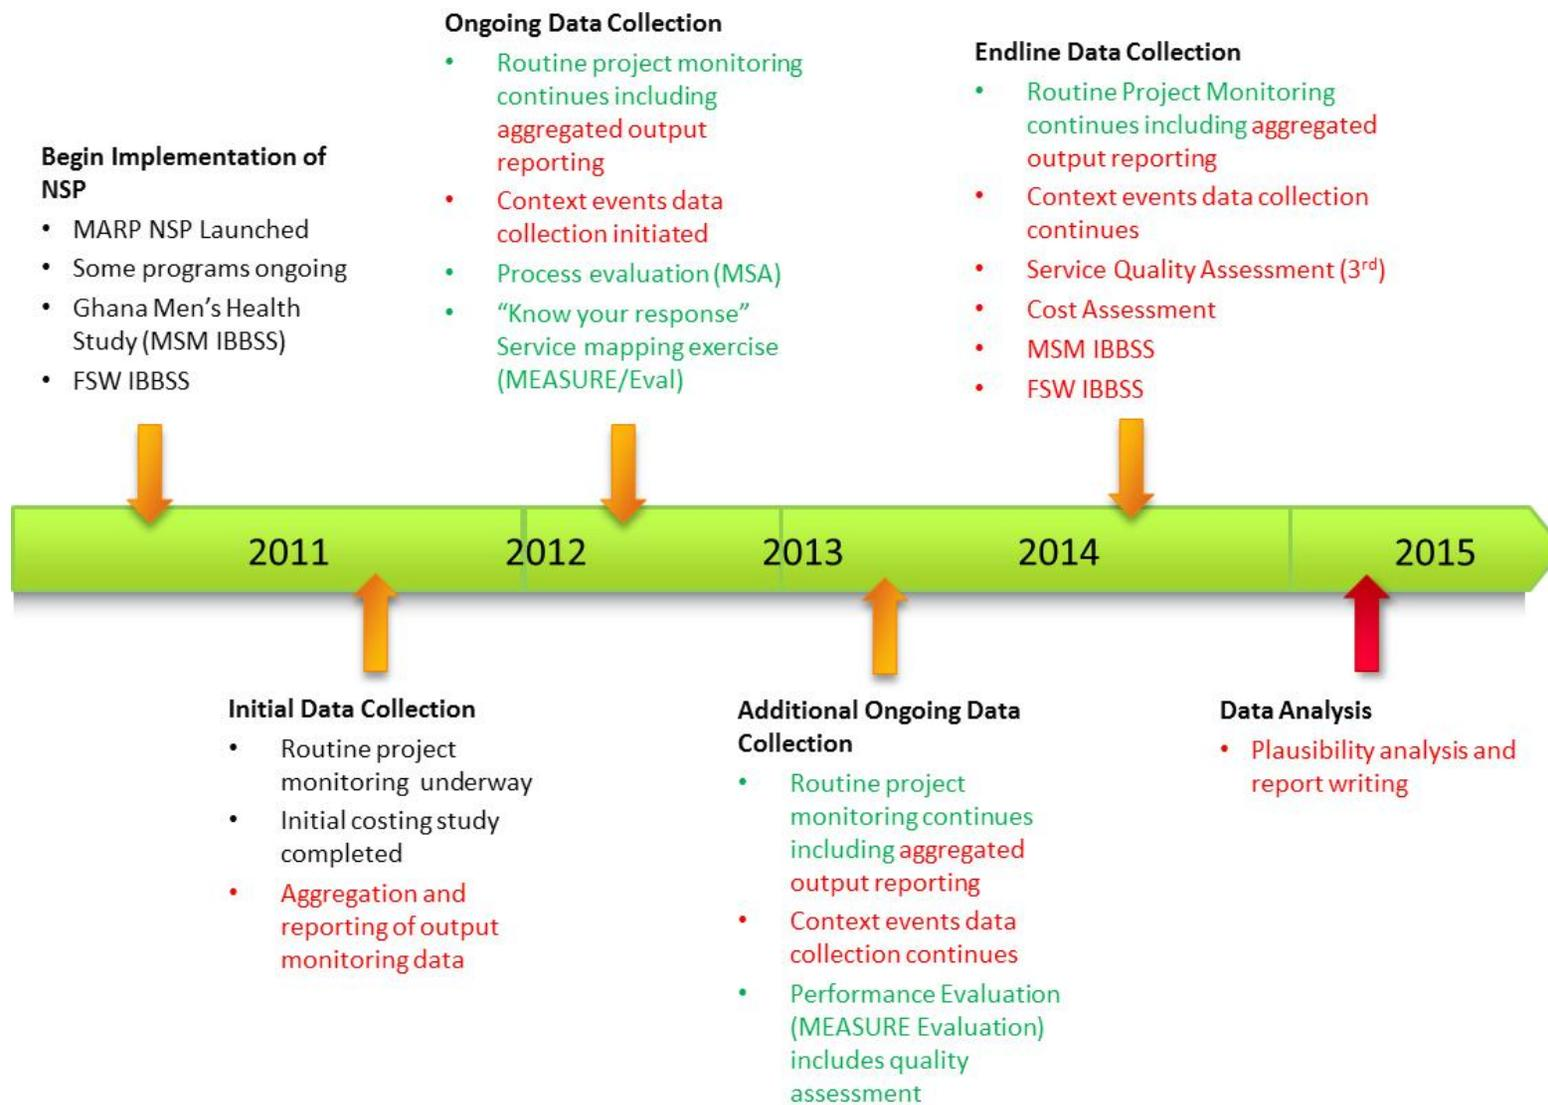 Begin Implementation of
NSP
• MARP NSP Launched
• Some programs ongoing
• Ghana Men’s Health
Study (MSM IBBSS)
• FSW IBBSS
Ongoing Data Collection
• Routine project monitoring
continues including
aggregated output
reporting
• Context events data
collection initiated
• Process evaluation (MSA)
• “Know your response”
Service mapping exercise
(MEASURE/Eval)
Endline Data Collection
• Routine Project Monitoring
continues including aggregated
output reporting
• Context events data collection
continues
• Service Quality Assessment (3rd)
• Cost Assessment
• MSM IBBSS
• FSW IBBSS
2011 2012 2013 2014 2015
Initial Data Collection
• Routine project
monitoring underway
• Initial costing study
completed
• Aggregation and
reporting of output
monitoring data
Additional Ongoing Data
Collection
• Routine project
monitoring continues
including aggregated
output reporting
• Context events data
collection continues
• Performance Evaluation
(MEASURE Evaluation)
includes quality
assessment
Data Analysis
• Plausibility analysis and
report writing